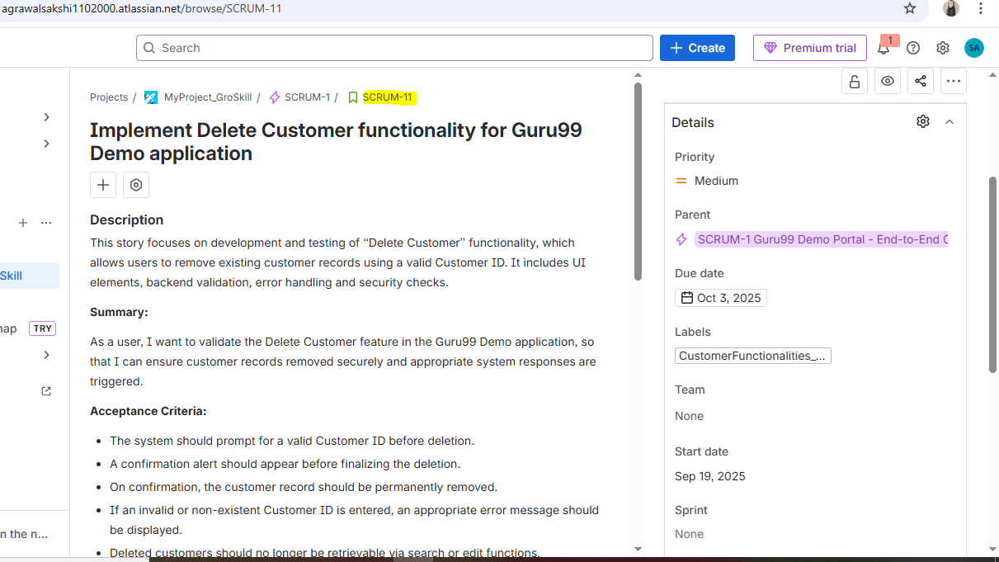 agrawalsakshi1102000.atlassian.net/browse/SCRUM-11
Search
Create
Premium trial
1
SA
Projects / MyProject_GroSkill / SCRUM-1 / SCRUM-11
Implement Delete Customer functionality for Guru99
Demo application
Description
This story focuses on development and testing of “Delete Customer” functionality, which
allows users to remove existing customer records using a valid Customer ID. It includes UI
elements, backend validation, error handling and security checks.
Summary:
As a user, I want to validate the Delete Customer feature in the Guru99 Demo application, so
that I can ensure customer records removed securely and appropriate system responses are
triggered.
Acceptance Criteria:
• The system should prompt for a valid Customer ID before deletion.
• A confirmation alert should appear before finalizing the deletion.
• On confirmation, the customer record should be permanently removed.
• If an invalid or non-existent Customer ID is entered, an appropriate error message should
be displayed.
• Deleted customers should no longer be retrievable via search or edit functions.
Skill
map TRY
n the n...
Details
Priority
Medium
Parent
SCRUM-1 Guru99 Demo Portal - End-to-End C
Due date
Oct 3, 2025
Labels
CustomerFunctionalities_...
Team
None
Start date
Sep 19, 2025
Sprint
None